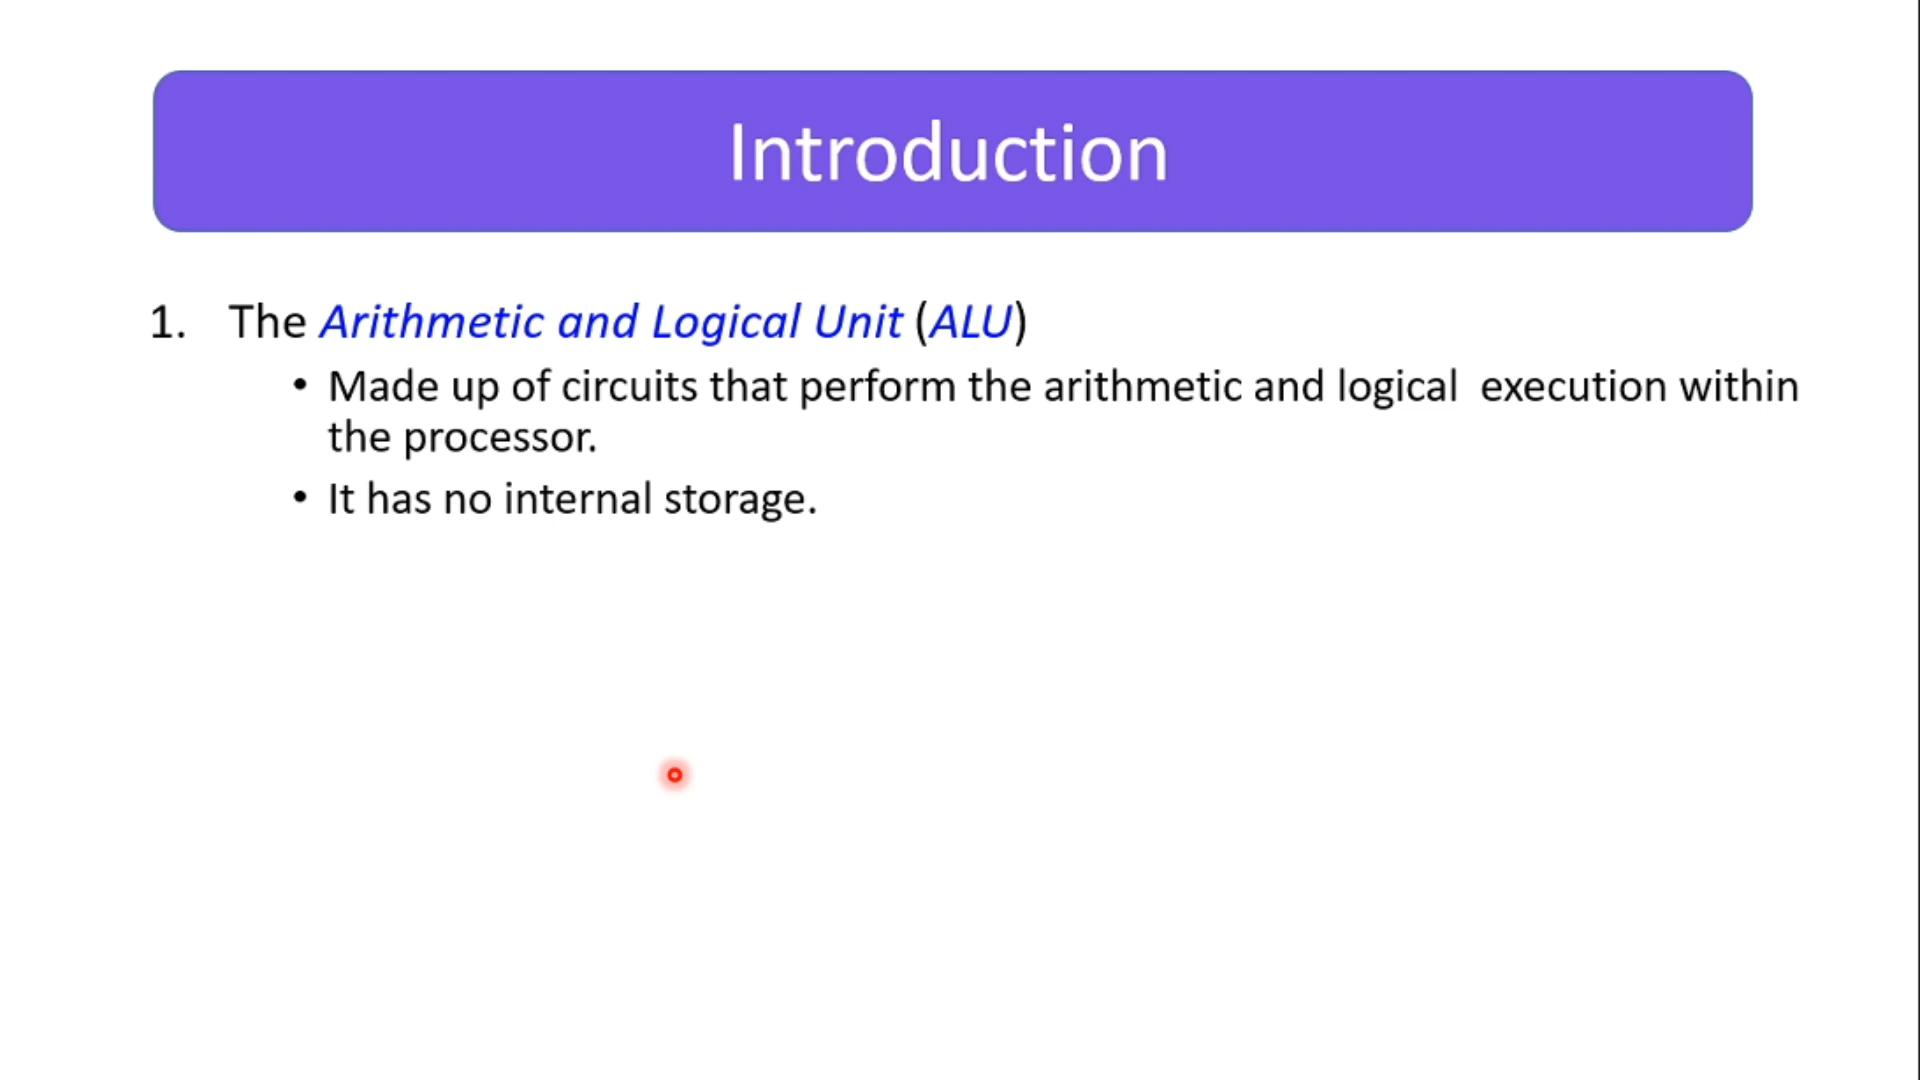 Introduction
1. The Arithmetic and Logical Unit (ALU)
• Made up of circuits that perform the arithmetic and logical  execution within
the processor.
• It has no internal storage.